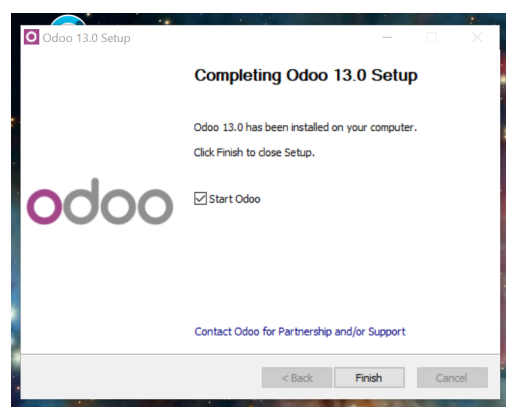 Odoo 13.0 Setup
Completing Odoo 13.0 Setup
Odoo 13.0 has been installed on your computer.
Click Finish to close Setup.
odoo
Start Odoo
Contact Odoo for Partnership and/or Support
< Back Finish Cancel